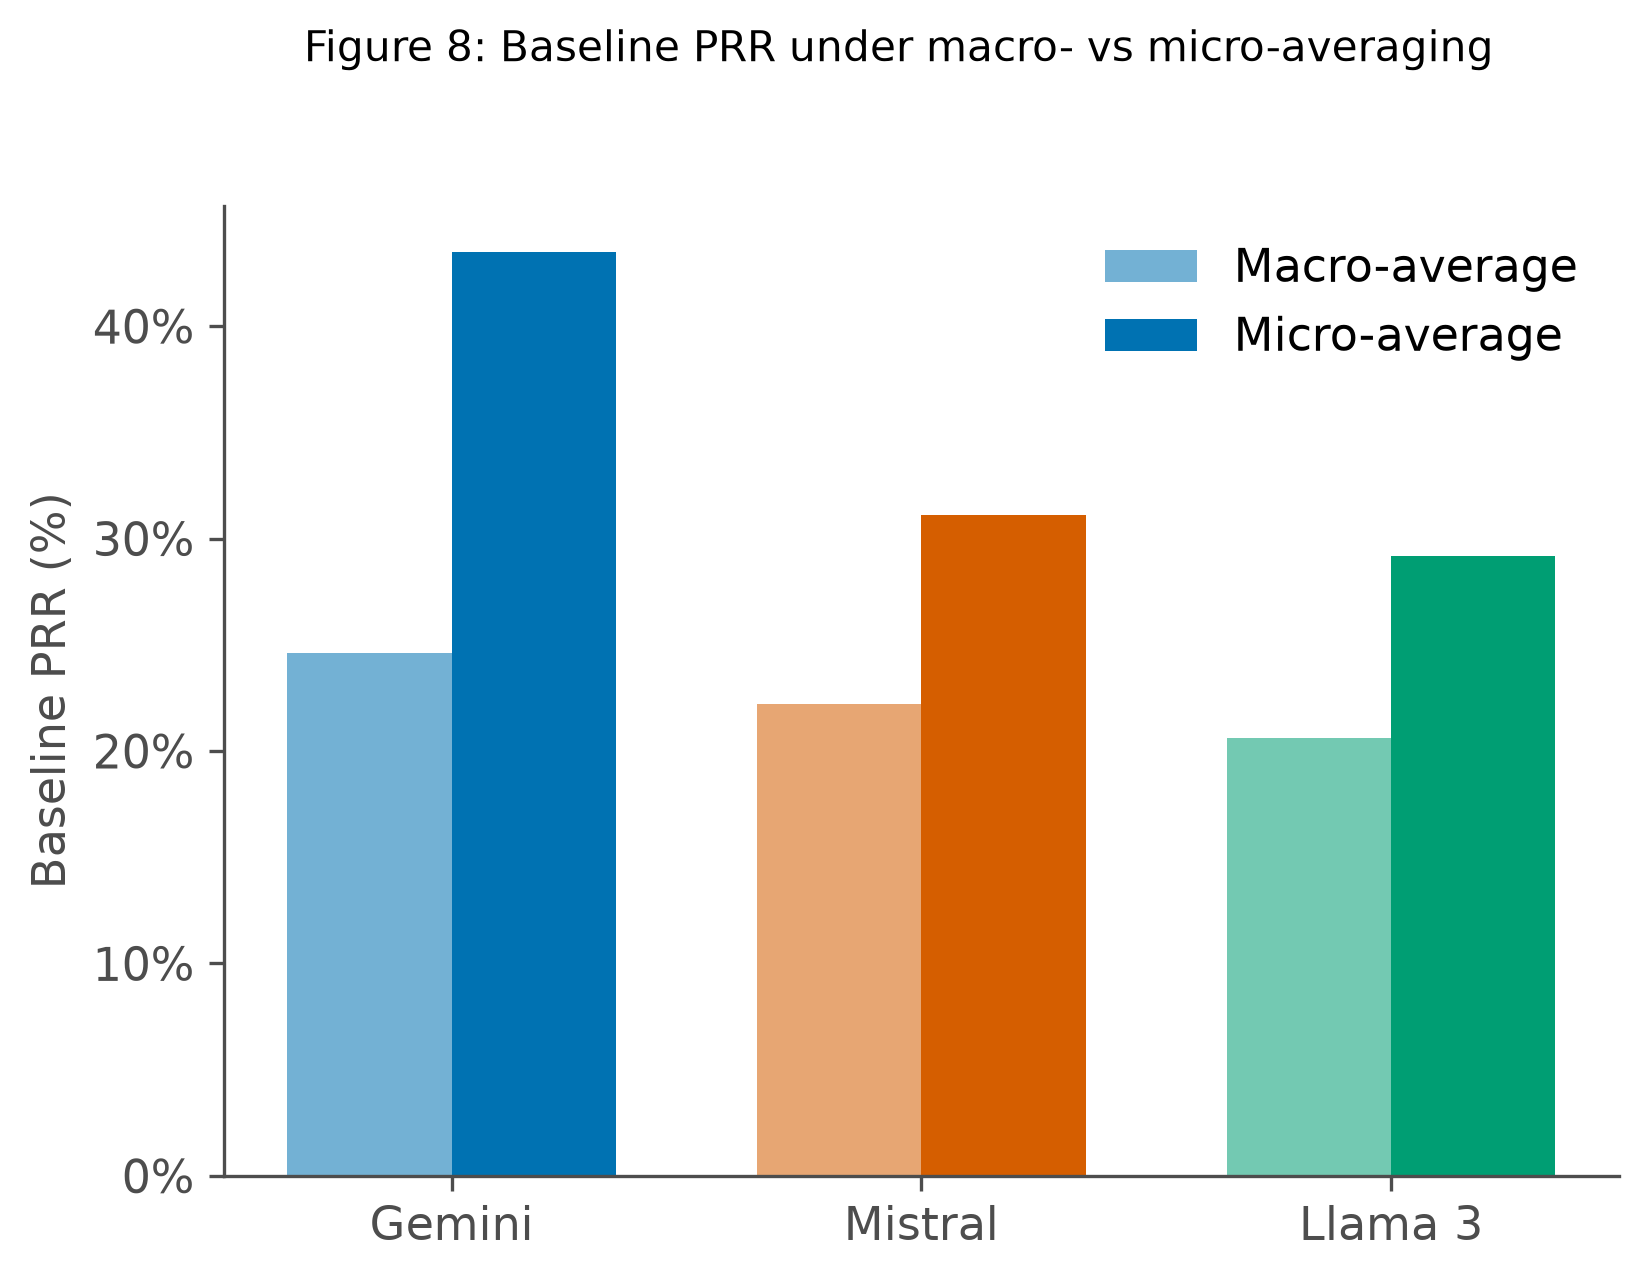 Figure 8: Baseline PRR under macro- vs micro-averaging
Macro-average
Micro-average
Baseline PRR (%)
40%
30%
20%
10%
0%
Gemini
Mistral
Llama 3